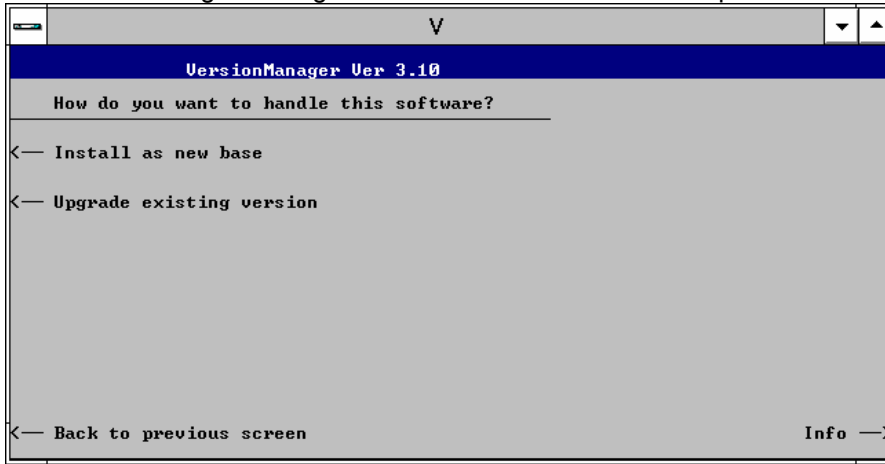 V
VersionManager Ver 3.10
How do you want to handle this software?
<— Install as new base
<— Upgrade existing version
<— Back to previous screen Info —>